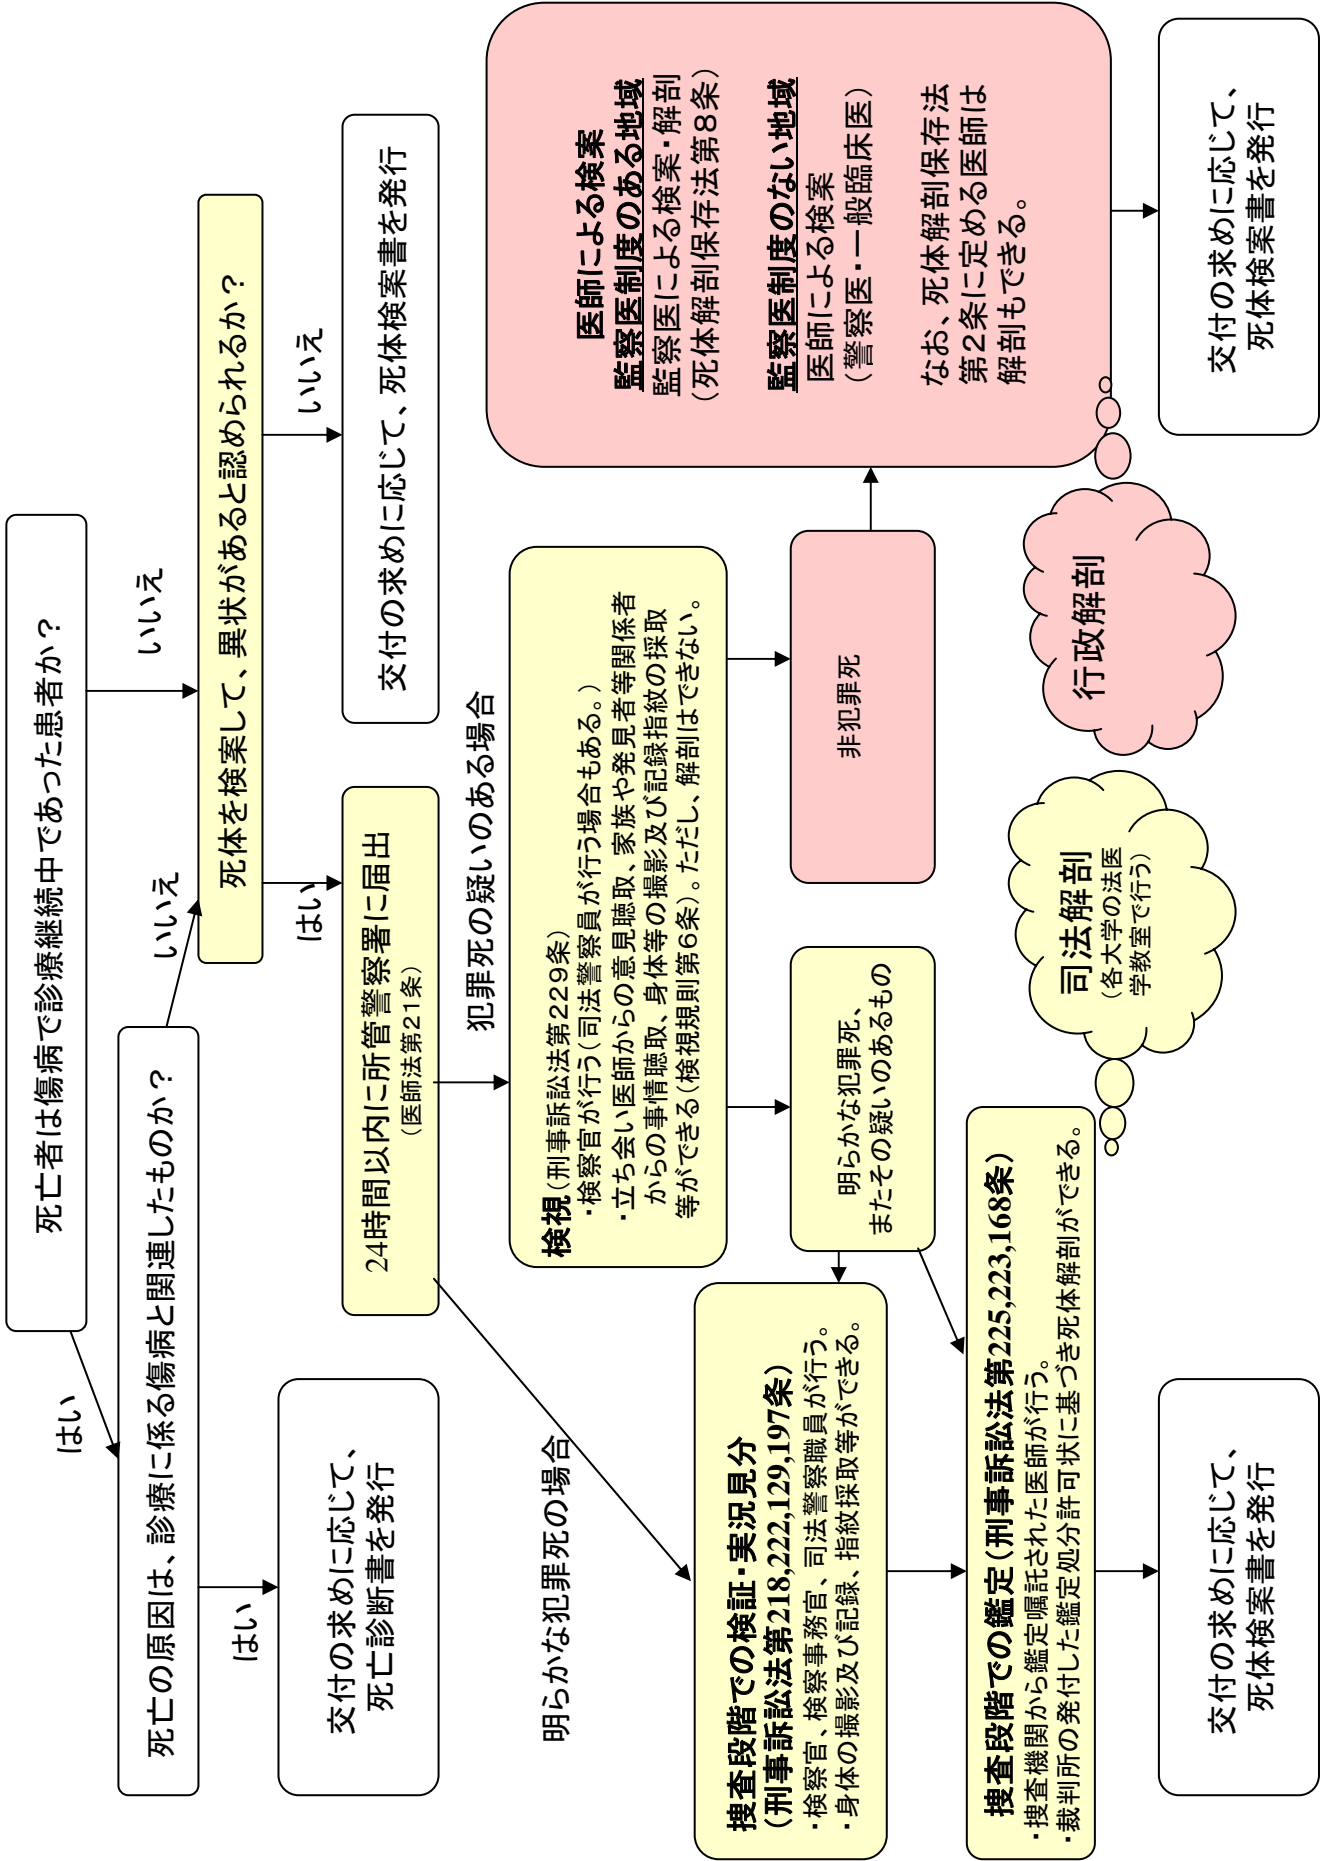 死亡者は傷病で診療継続中であった患者か？
はい
いいえ
死亡の原因は、診療に係る傷病と関連したものか？
いいえ
死体を検案して、異状があると認められるか？
はい
交付の求めに応じて、
死亡診断書を発行
はい
いいえ
24時間以内に所管警察署に届出
（医師法第21条）
交付の求めに応じて、死体検案書を発行
明らかな犯罪死の場合
犯罪死の疑いのある場合
検視（刑事訴訟法第229条）
・検察官が行う（司法警察員が行う場合もある。）
・立ち会い医師からの意見聴取、家族や発見者等関係者
からの事情聴取、身体等の撮影及び記録指紋の採取
等ができる（検視規則第6条）。ただし、解剖はできない。
医師による検案
監察医制度のある地域
監察医による検案・解剖
（死体解剖保存法第8条）
監察医制度のない地域
医師による検案
（警察医・一般臨床医）
なお、死体解剖保存法
第2条に定める医師は
解剖もできる。
捜査段階での検証・実況見分
（刑事訴訟法第218,222,129,197条）
・検察官、検察事務官、司法警察職員が行う。
・身体の撮影及び記録、指紋採取等ができる。
明らかな犯罪死、
またその疑いのあるもの
非犯罪死
捜査段階での鑑定（刑事訴訟法第225,223,168条）
・捜査機関から鑑定嘱託された医師が行う。
・裁判所の発付した鑑定処分許可状に基づき死体解剖ができる。
司法解剖
（各大学の法医
学教室で行う）
行政解剖
交付の求めに応じて、
死体検案書を発行
交付の求めに応じて、
死体検案書を発行